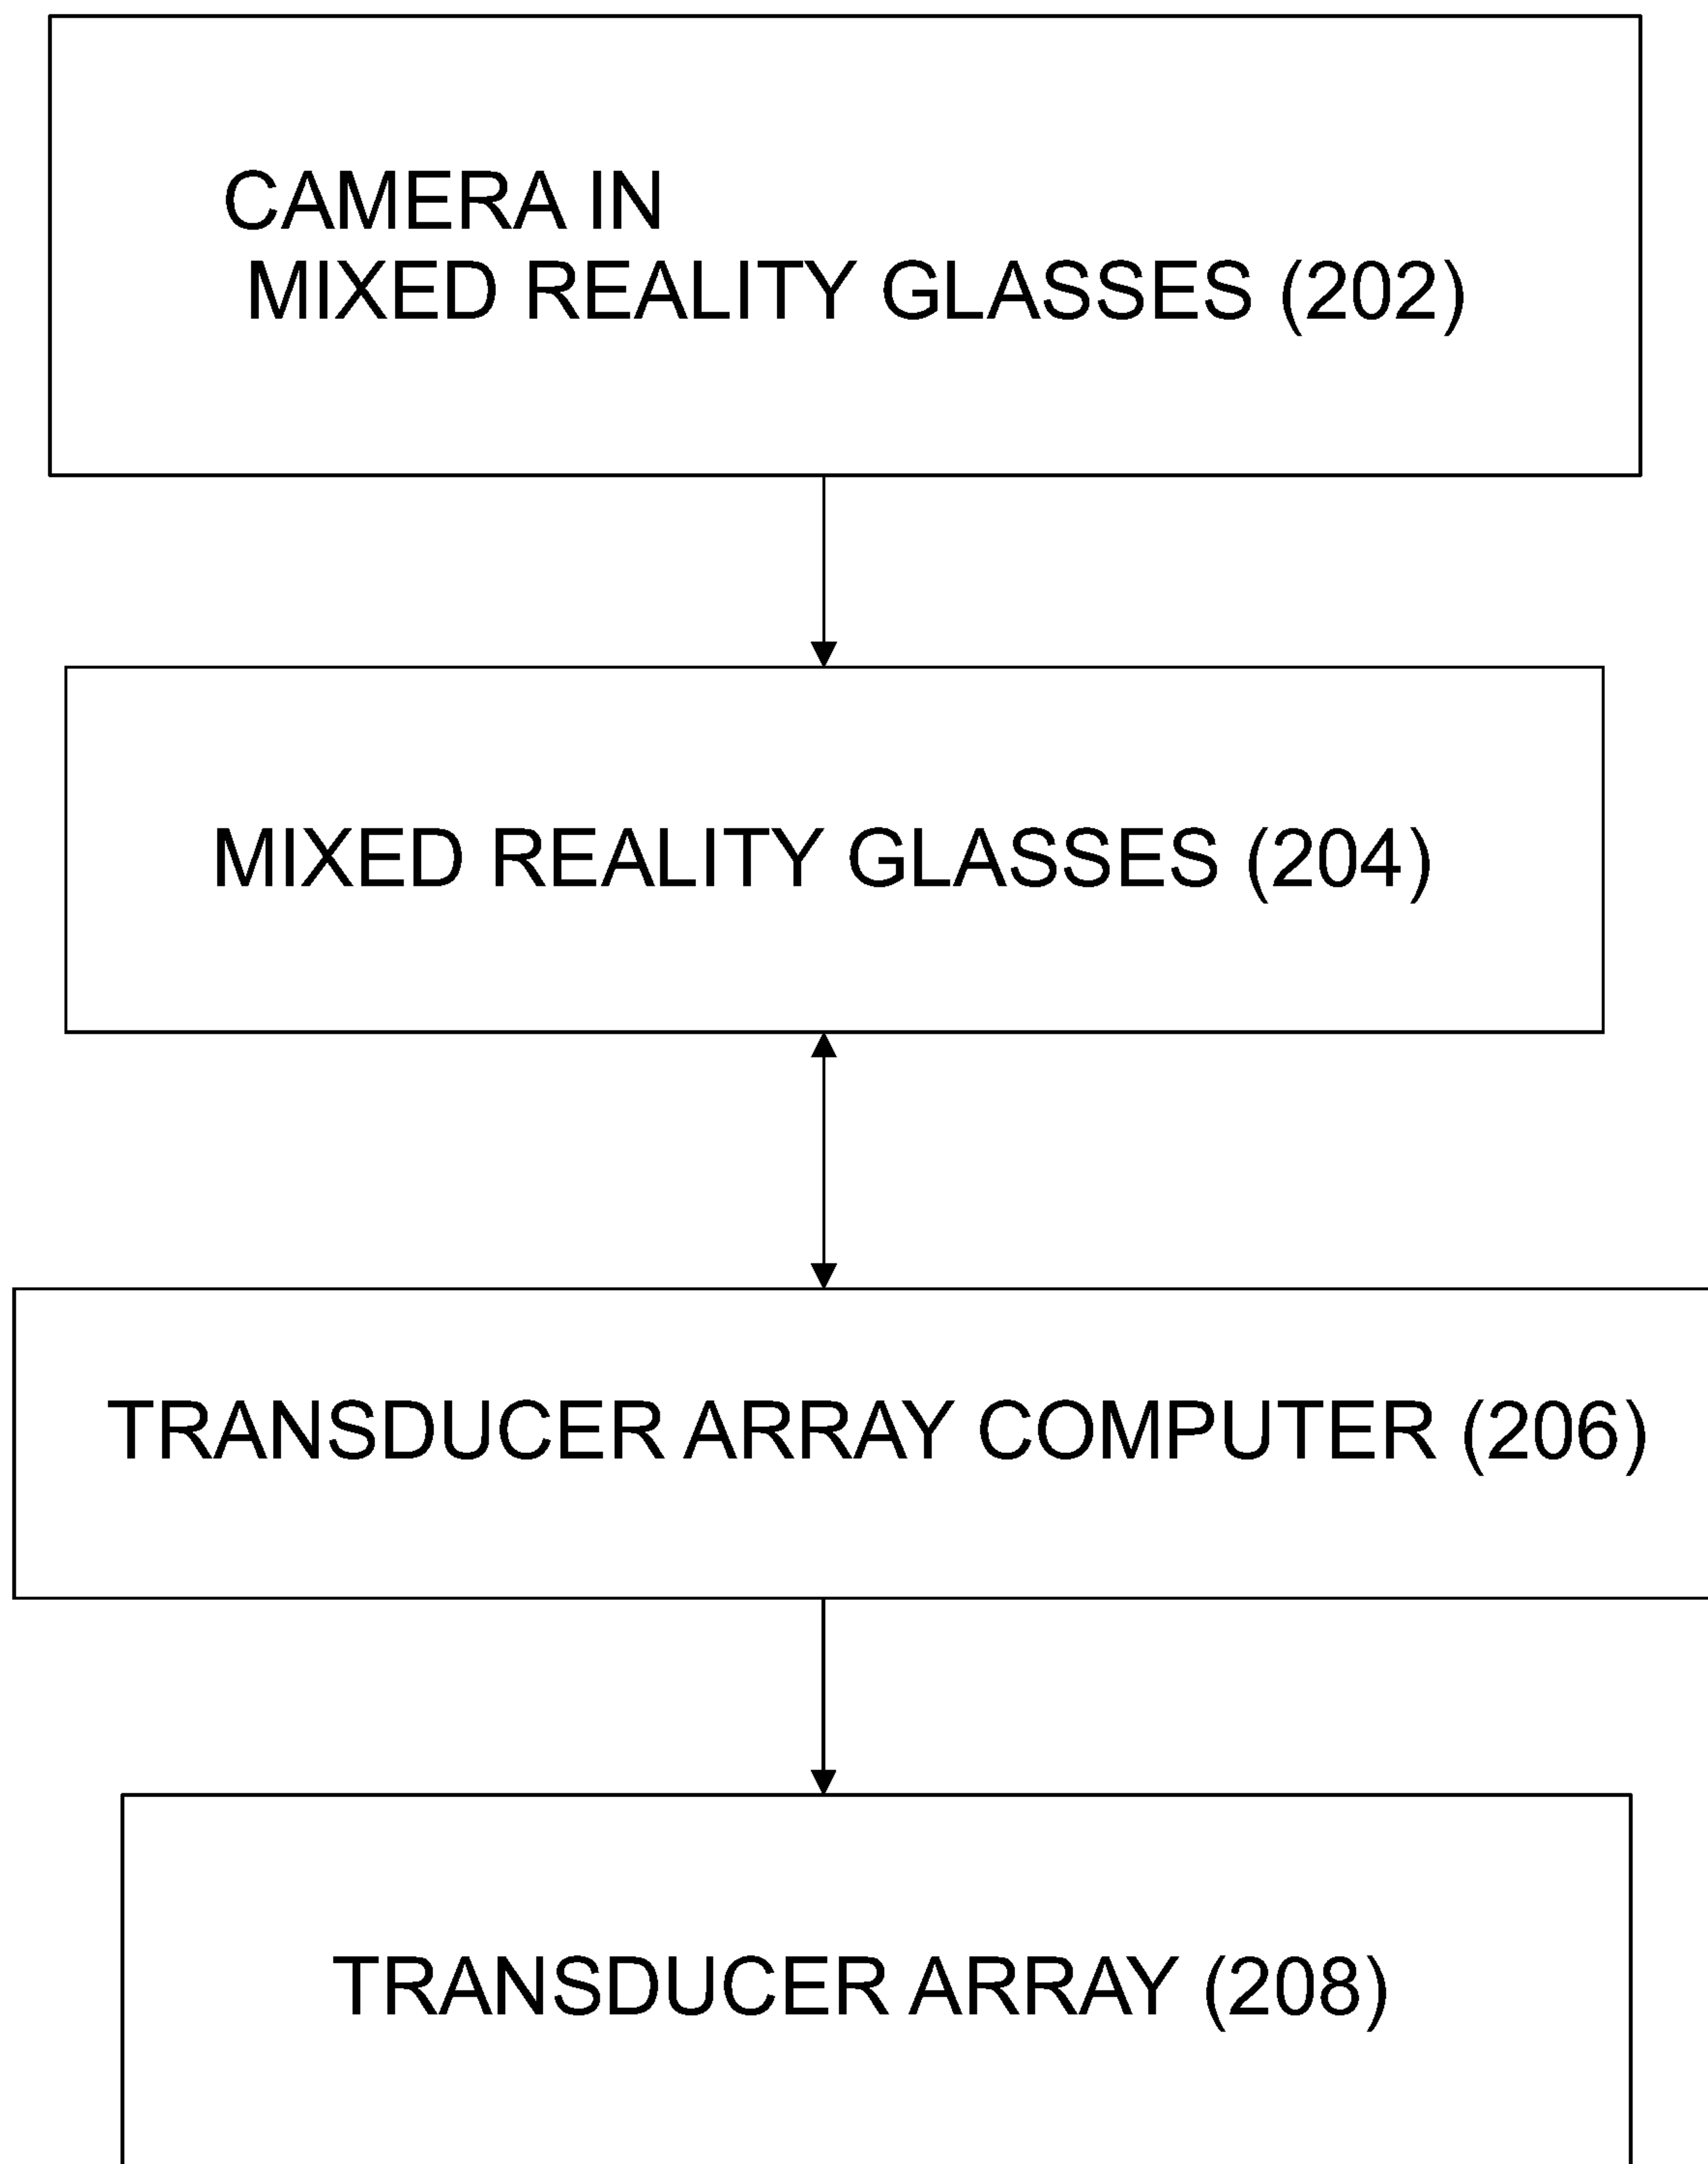 CAMERA IN
MIXED REALITY GLASSES (202)
MIXED REALITY GLASSES (204)
TRANSDUCER ARRAY COMPUTER (206)
TRANSDUCER ARRAY (208)